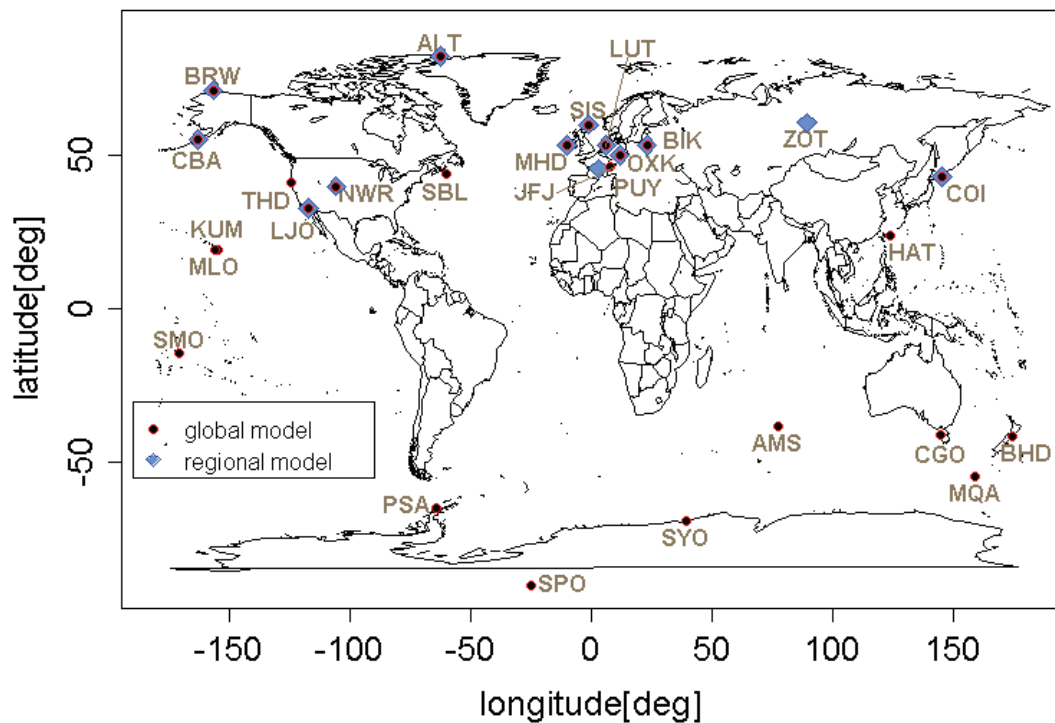 ALT
LUT
BRW
SIS
BIK
ZOT
CBA
MHD
OXK
JFJ
PUY
COI
THD
NWR
SBL
LJO
KUM
MLO
HAT
SMO
global model
regional model
AMS
CGO
BHD
MQA
PSA
SYO
SPO
latitude[deg]
50
0
-50
-150 -100 -50 0 50 100 150
longitude[deg]